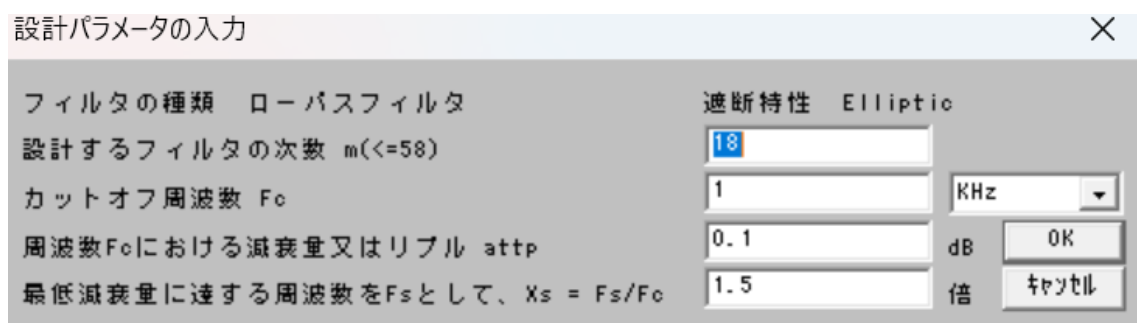 設計パラメータの入力
フィルタの種類 ローパスフィルタ 遮断特性 Elliptic
設計するフィルタの次数 m(<=58) 18
カットオフ周波数 Fc 1 KHz
周波数Fcにおける減衰量又はリプル attp 0.1 dB OK
最低減衰量に達する周波数をFsとして、Xs = Fs/Fc 1.5 倍 ｷｬﾝｾﾙ